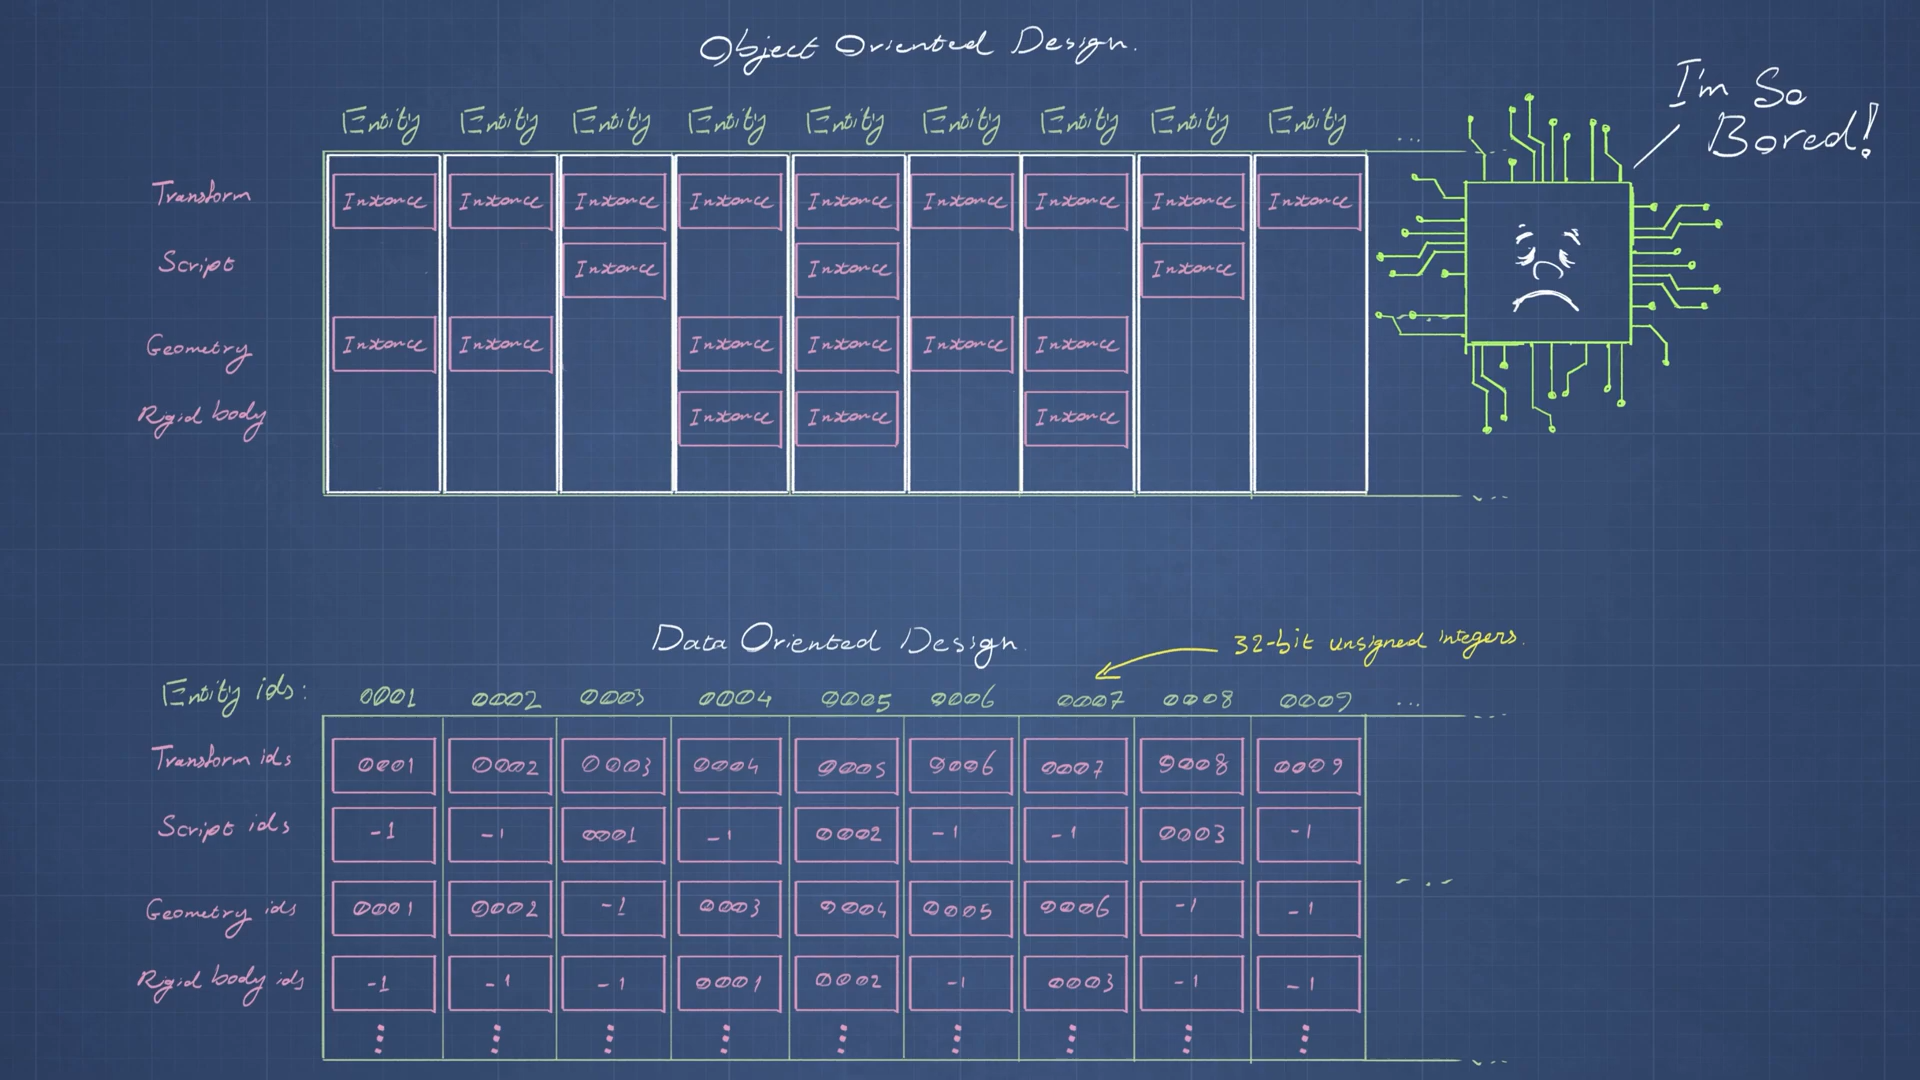 Object Oriented Design.
I'm So
Bored!
Entity Entity Entity Entity Entity Entity Entity Entity Entity ...
Transform Instance Instance Instance Instance Instance Instance Instance Instance Instance
Script Instance Instance Instance
Geometry Instance Instance Instance Instance Instance Instance
Rigid body Instance Instance Instance
Data Oriented Design.
32-bit unsigned integers.
Entity ids: 0001 0002 0003 0004 0005 0006 0007 0008 0009 ...
Transform ids 0001 0002 0003 0004 0005 0006 0007 0008 0009
Script ids -1 -1 0001 -1 0002 -1 -1 0003 -1
Geometry ids 0001 0002 -1 0003 0004 0005 0006 -1 -1
Rigid body ids -1 -1 -1 0001 0002 -1 0003 -1 -1